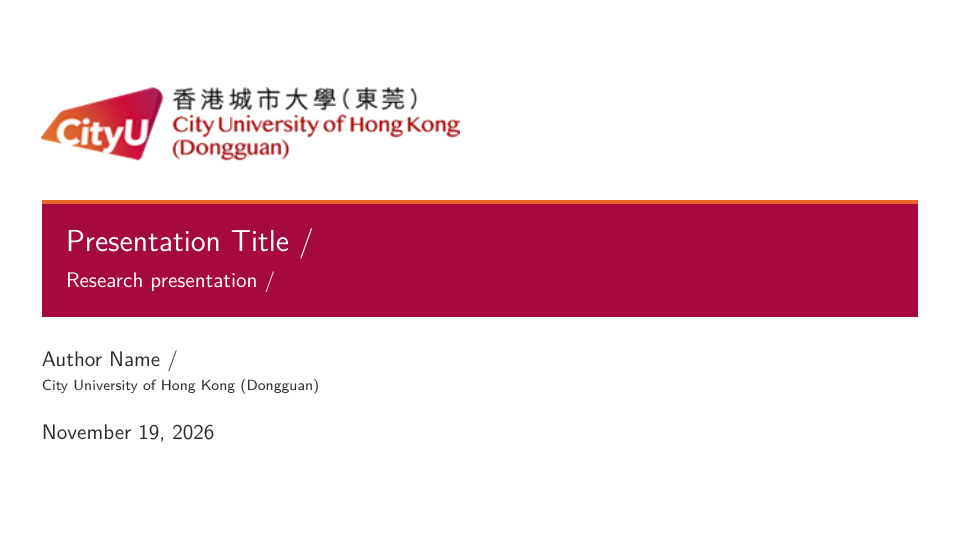 CityU
香港城市大學(東莞)
City University of Hong Kong
(Dongguan)
Presentation Title /
Research presentation /
Author Name /
City University of Hong Kong (Dongguan)
November 19, 2026